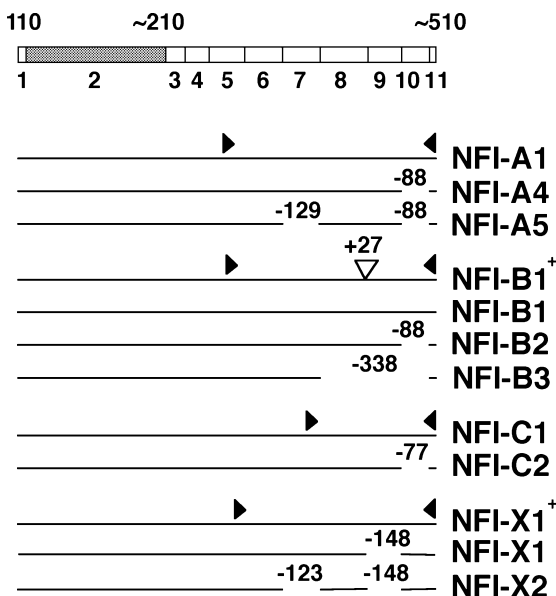 110 ~210 ~510
1 2 3 4 5 6 7 8 9 10 11
NFI-A1
-88
NFI-A4
-129 -88
NFI-A5
+27
NFI-B1+
NFI-B1
-88
NFI-B2
-338
NFI-B3
NFI-C1
-77
NFI-C2
NFI-X1+
-148
NFI-X1
-123 -148
NFI-X2